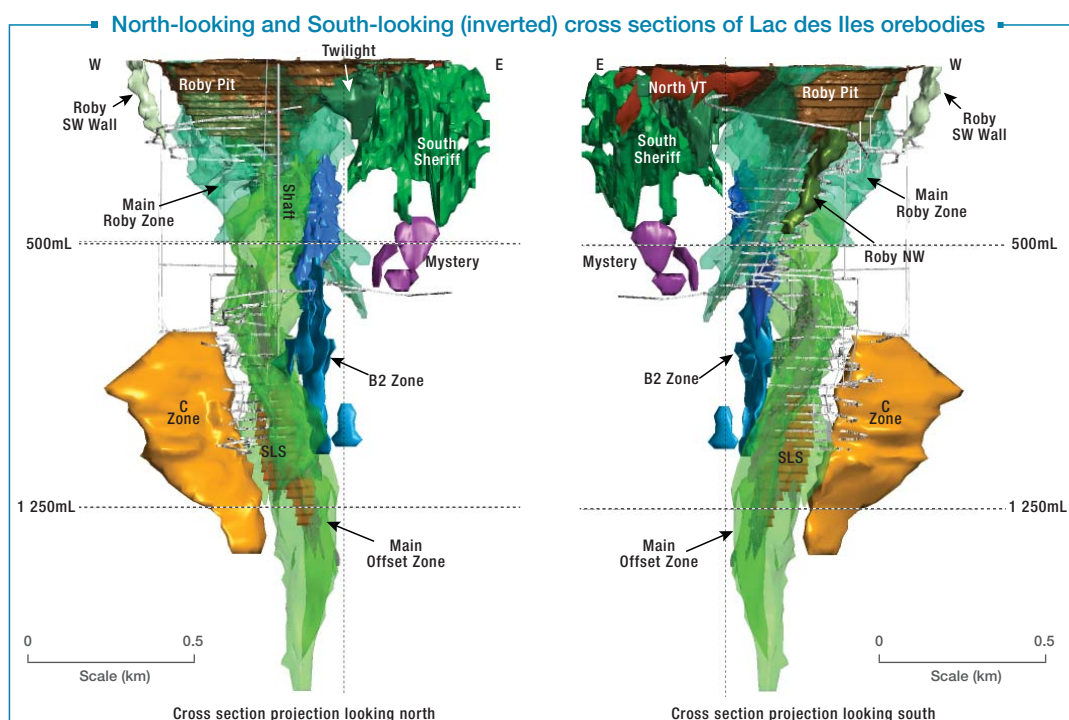 North-looking and South-looking (inverted) cross sections of Lac des Iles orebodies
W
Twilight
E
Roby Pit
Roby
SW Wall
South
Sheriff
Shaft
Main
Roby Zone
500mL
Mystery
B2 Zone
C
Zone
SLS
1 250mL
Main
Offset Zone
0
0.5
Scale (km)
Cross section projection looking north
E
W
North VT
Roby Pit
Roby
SW Wall
South
Sheriff
Main
Roby Zone
500mL
Roby NW
Mystery
B2 Zone
C
Zone
SLS
1 250mL
Main
Offset Zone
0
0.5
Scale (km)
Cross section projection looking south